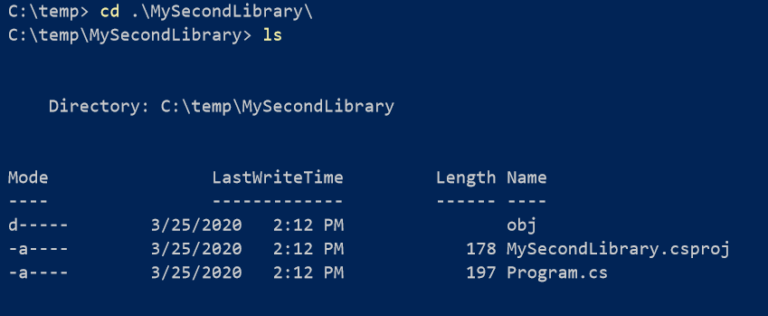 C:\temp> cd .\MySecondLibrary\
C:\temp\MySecondLibrary> ls
Directory: C:\temp\MySecondLibrary
Mode LastWriteTime Length Name
---- ------------- ------ ----
d----- 3/25/2020 2:12 PM obj
-a---- 3/25/2020 2:12 PM 178 MySecondLibrary.csproj
-a---- 3/25/2020 2:12 PM 197 Program.cs